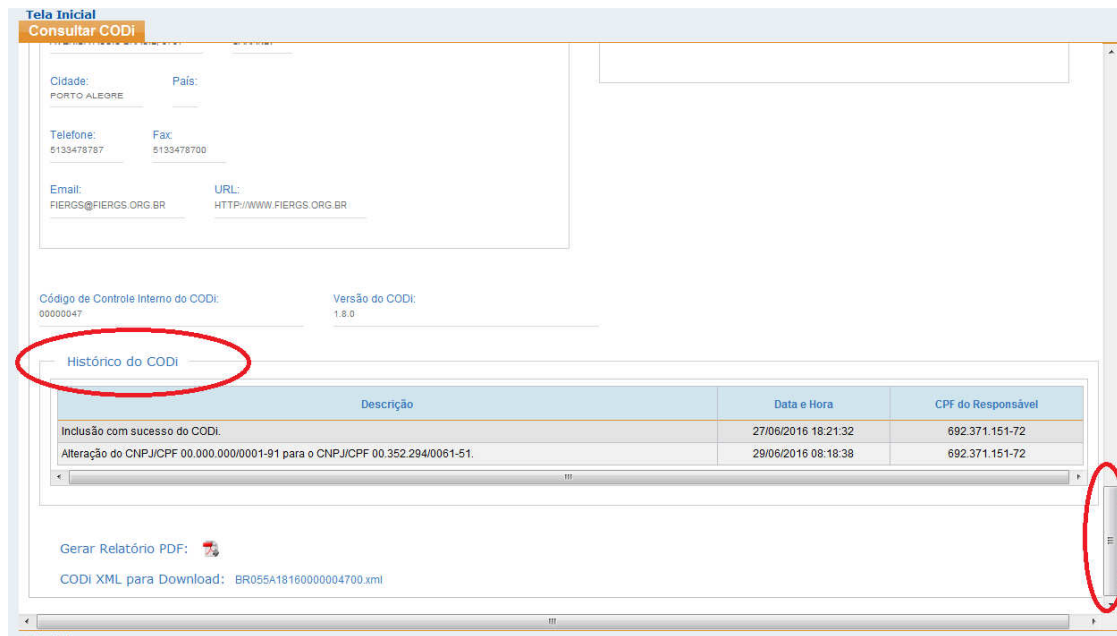 Tela Inicial
Consultar CODi
Cidade: País:
PORTO ALEGRE
Telefone: Fax:
5133478787 5133478700
Email: URL:
FIERGS@FIERGS.ORG.BR HTTP://WWW.FIERGS.ORG.BR
Código de Controle Interno do CODi: Versão do CODi:
00000047 1.8.0
Histórico do CODi
Descrição Data e Hora CPF do Responsável
Inclusão com sucesso do CODi. 27/06/2016 18:21:32 692.371.151-72
Alteração do CNPJ/CPF 00.000.000/0001-91 para o CNPJ/CPF 00.352.294/0061-51. 29/06/2016 08:18:38 692.371.151-72
Gerar Relatório PDF:
CODi XML para Download: BR055A18160000004700.xml